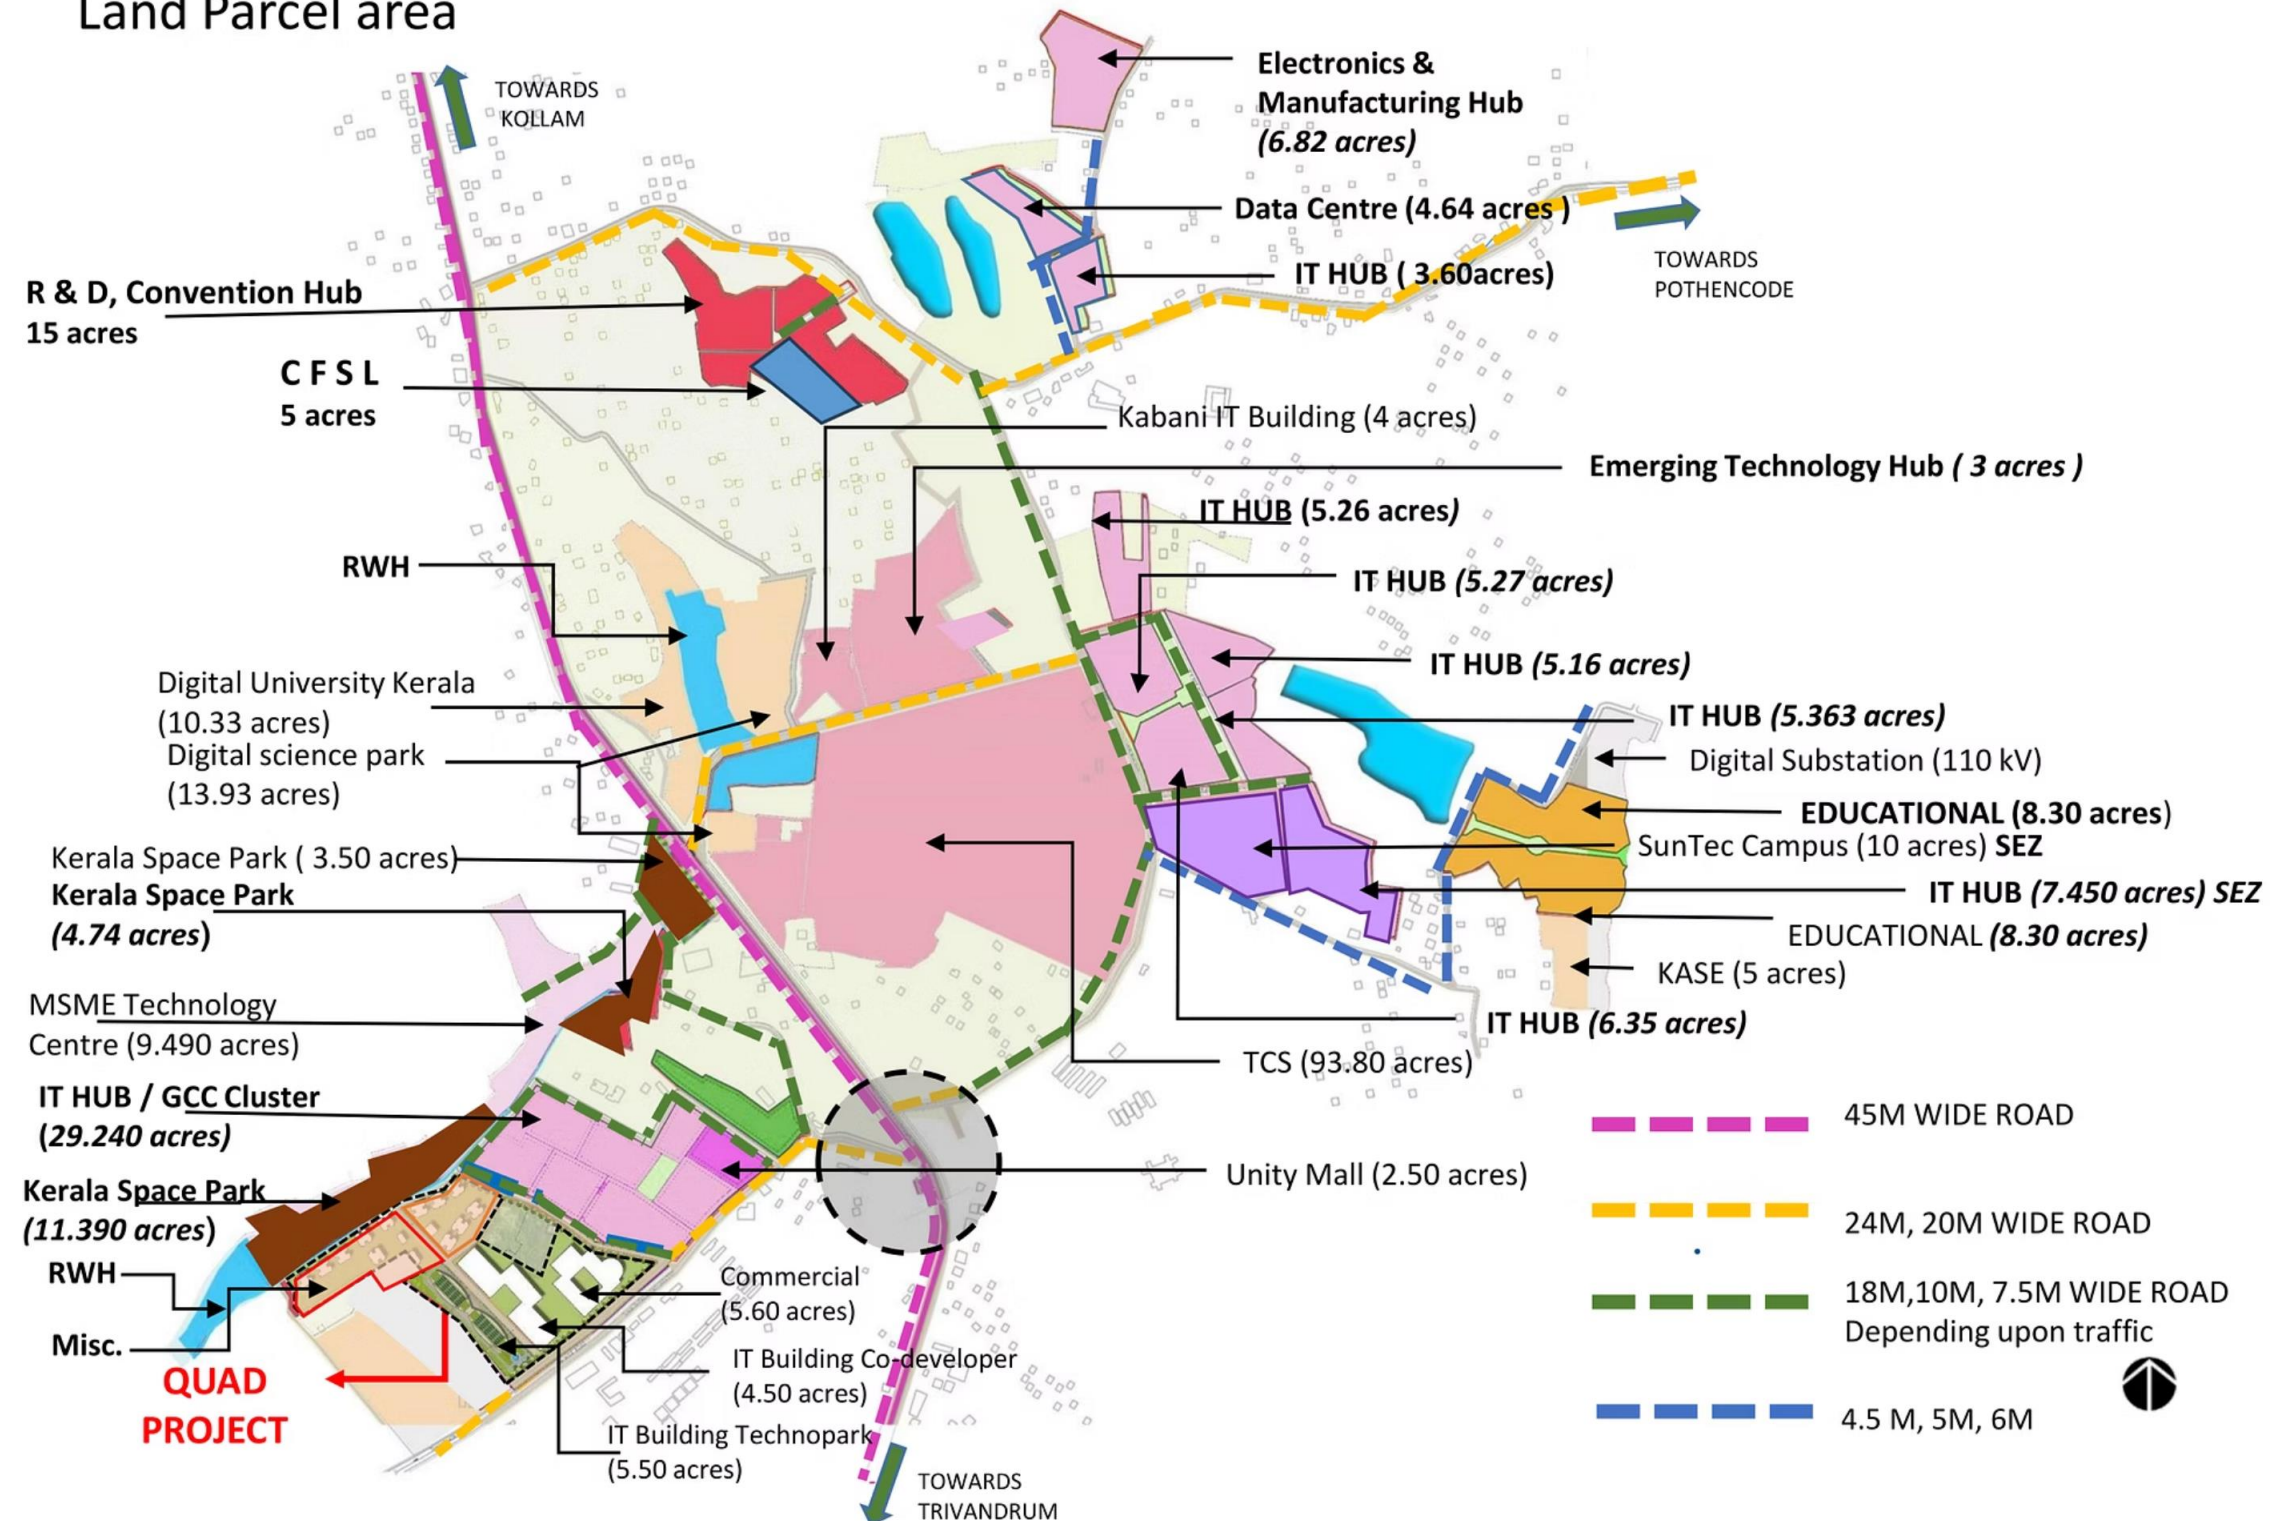 Land Parcel area
TOWARDS
KOLLAM
Electronics &
Manufacturing Hub
(6.82 acres)
Data Centre (4.64 acres )
IT HUB ( 3.60acres)
TOWARDS
POTHENCODE
R & D, Convention Hub
15 acres
C F S L
5 acres
Kabani IT Building (4 acres)
Emerging Technology Hub ( 3 acres )
IT HUB (5.26 acres)
RWH
IT HUB (5.27 acres)
IT HUB (5.16 acres)
Digital University Kerala
(10.33 acres)
IT HUB (5.363 acres)
Digital science park
(13.93 acres)
Digital Substation (110 kV)
EDUCATIONAL (8.30 acres)
SunTec Campus (10 acres) SEZ
Kerala Space Park ( 3.50 acres)
Kerala Space Park
(4.74 acres)
IT HUB (7.450 acres) SEZ
EDUCATIONAL (8.30 acres)
KASE (5 acres)
MSME Technology
Centre (9.490 acres)
IT HUB (6.35 acres)
TCS (93.80 acres)
IT HUB / GCC Cluster
(29.240 acres)
45M WIDE ROAD
Unity Mall (2.50 acres)
Kerala Space Park
(11.390 acres)
24M, 20M WIDE ROAD
RWH
Commercial
(5.60 acres)
18M,10M, 7.5M WIDE ROAD
Depending upon traffic
Misc.
QUAD
PROJECT
IT Building Co-developer
(4.50 acres)
4.5 M, 5M, 6M
IT Building Technopark
(5.50 acres)
TOWARDS
TRIVANDRUM